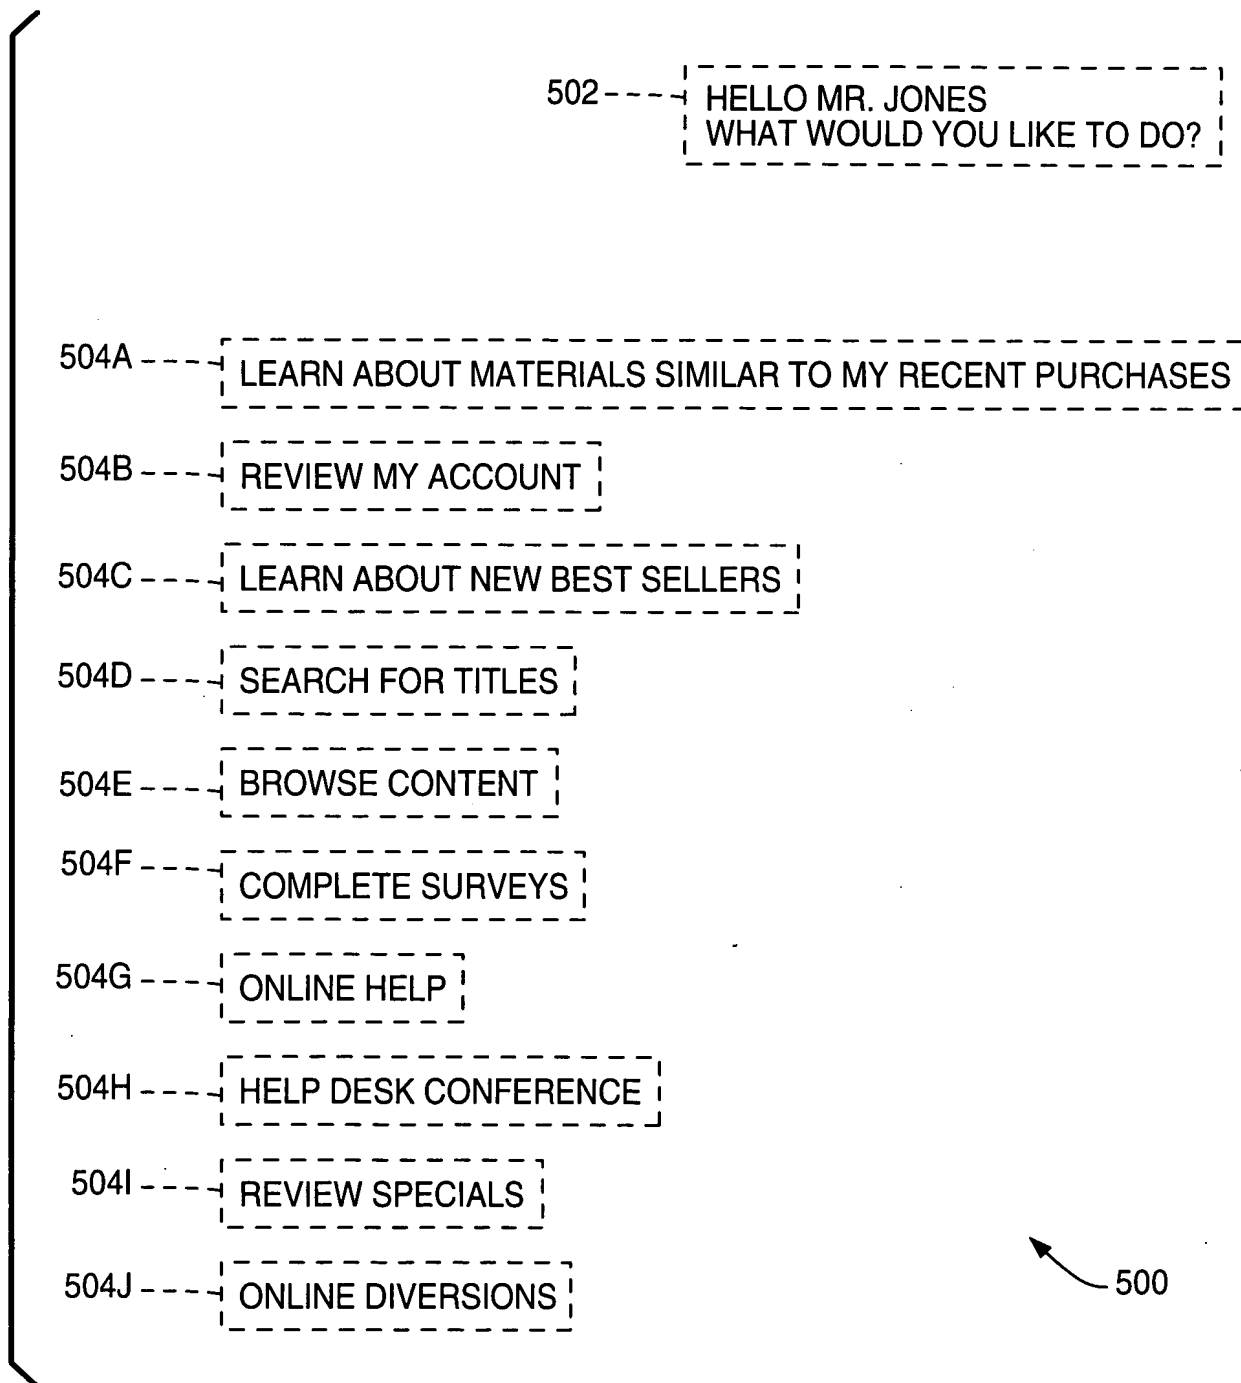 502 HELLO MR. JONES
WHAT WOULD YOU LIKE TO DO?
504A LEARN ABOUT MATERIALS SIMILAR TO MY RECENT PURCHASES
504B REVIEW MY ACCOUNT
504C LEARN ABOUT NEW BEST SELLERS
504D SEARCH FOR TITLES
504E BROWSE CONTENT
504F COMPLETE SURVEYS
504G ONLINE HELP
504H HELP DESK CONFERENCE
504I REVIEW SPECIALS
504J ONLINE DIVERSIONS
500